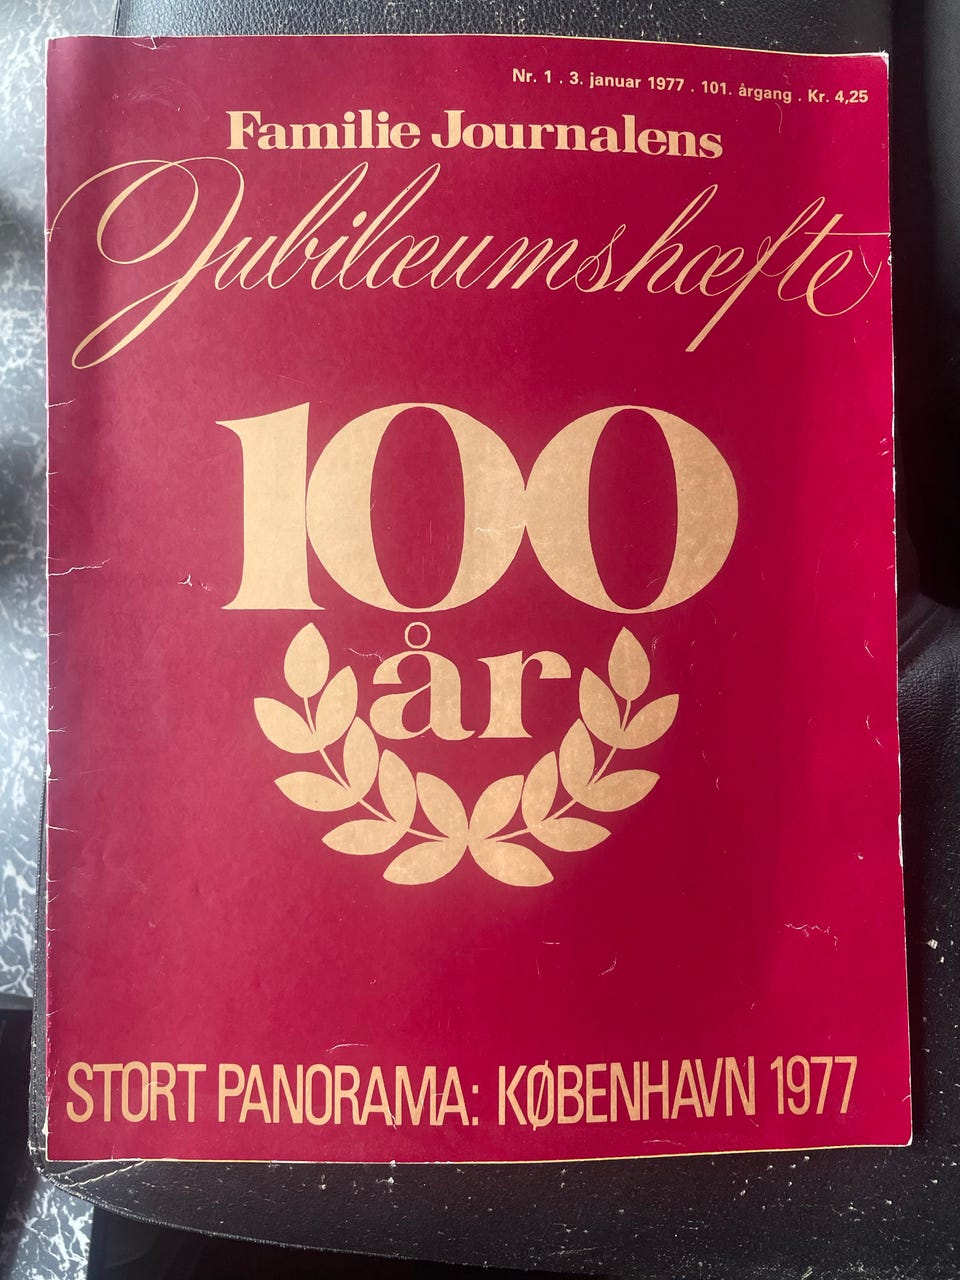 Nr. 1 . 3. januar 1977 . 101. årgang . Kr. 4,25
Familie Journalens
Jubilæumshæfte
100
år
STORT PANORAMA: KØBENHAVN 1977